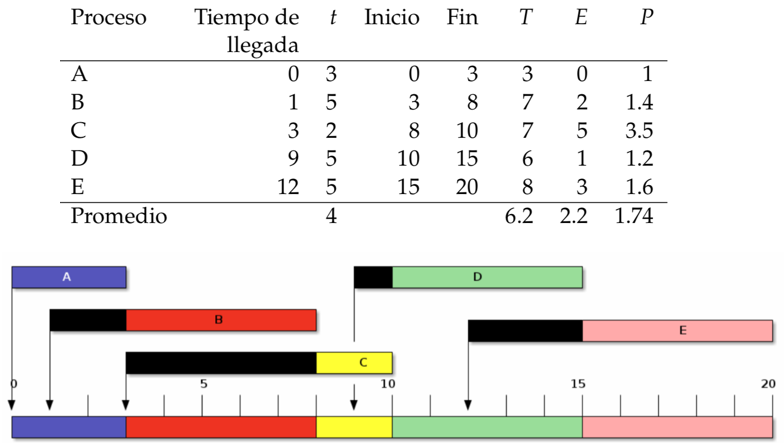 Proceso Tiempo de llegada t Inicio Fin T E P
A 0 3 0 3 3 0 1
B 1 5 3 8 7 2 1.4
C 3 2 8 10 7 5 3.5
D 9 5 10 15 6 1 1.2
E 12 5 15 20 8 3 1.6
Promedio 4 6.2 2.2 1.74
A D
B E
C
0 5 10 15 20